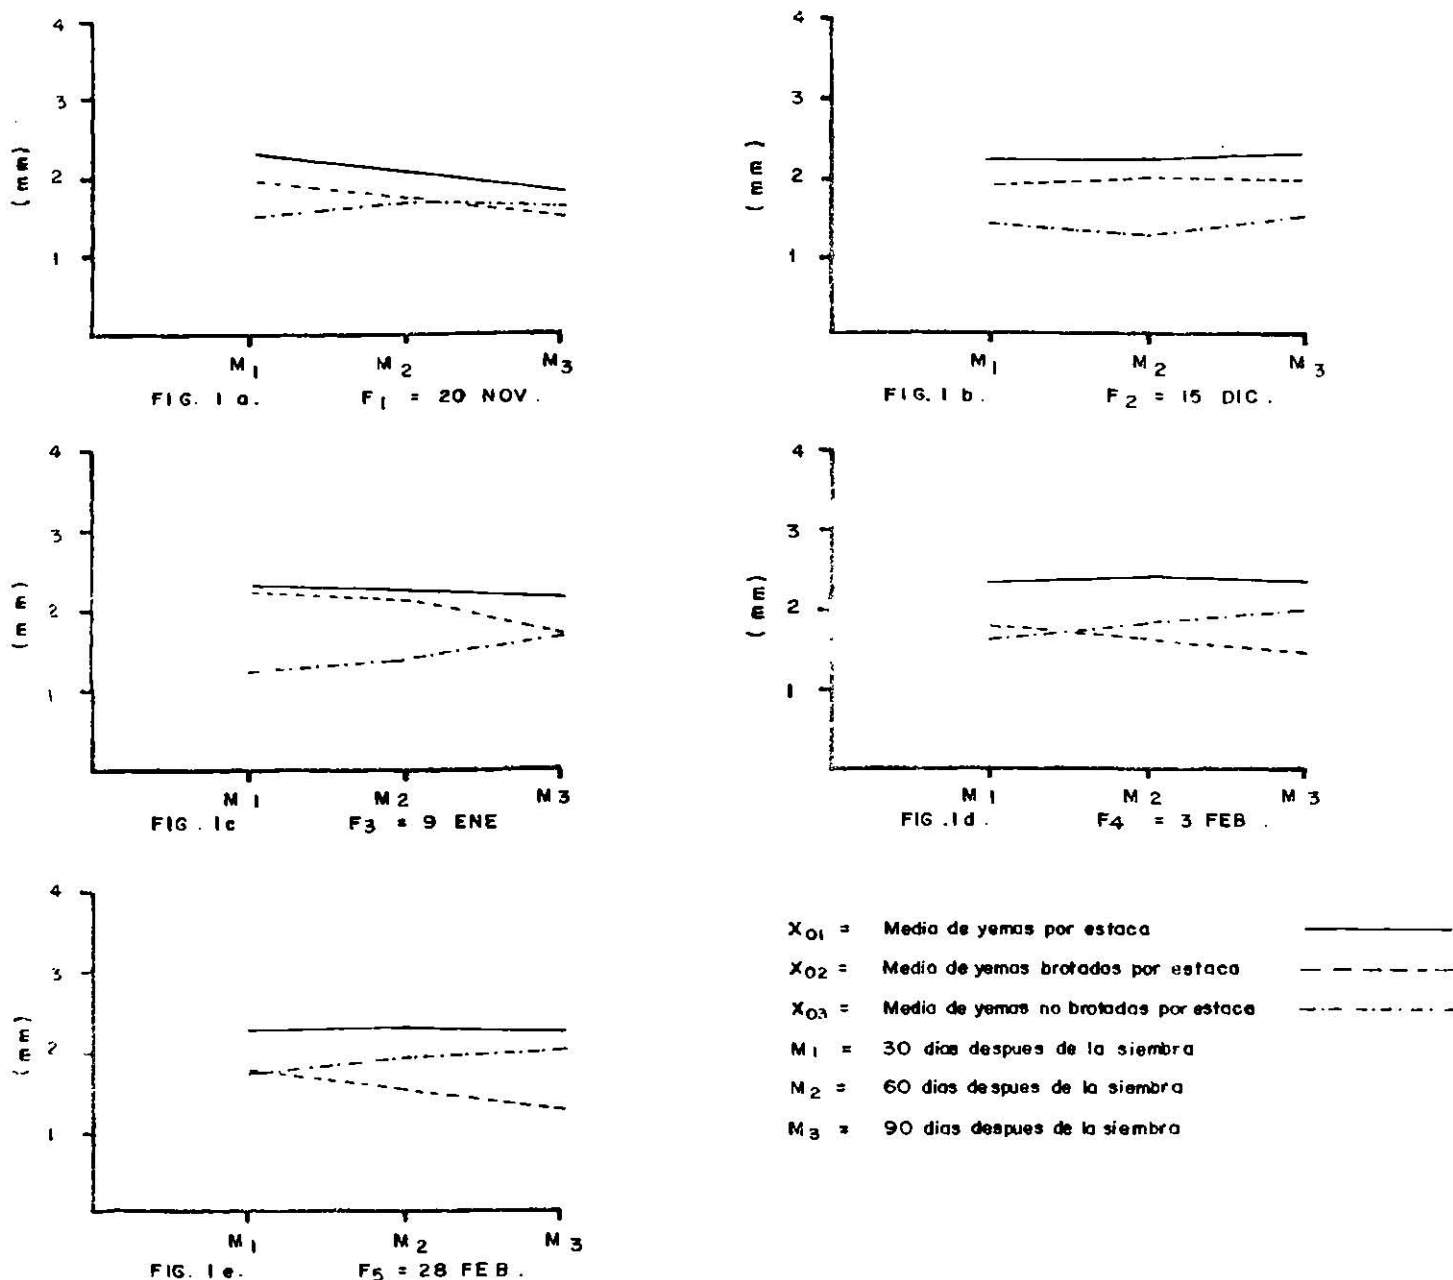 4
3
2
1
(mm)
M1 M2 M3
FIG. 1 a. F1 = 20 NOV.
4
3
2
1
(mm)
M1 M2 M3
FIG. 1 b. F2 = 15 DIC.
4
3
2
1
(mm)
M1 M2 M3
FIG. 1c F3 = 9 ENE
4
3
2
1
(mm)
M1 M2 M3
FIG. 1d. F4 = 3 FEB.
4
3
2
1
(mm)
M1 M2 M3
FIG. 1 e. F5 = 28 FEB.
X01 = Media de yemas por estaca
X02 = Media de yemas brotadas por estaca
X03 = Media de yemas no brotadas por estaca
M1 = 30 dias despues de la siembra
M2 = 60 dias despues de la siembra
M3 = 90 dias despues de la siembra